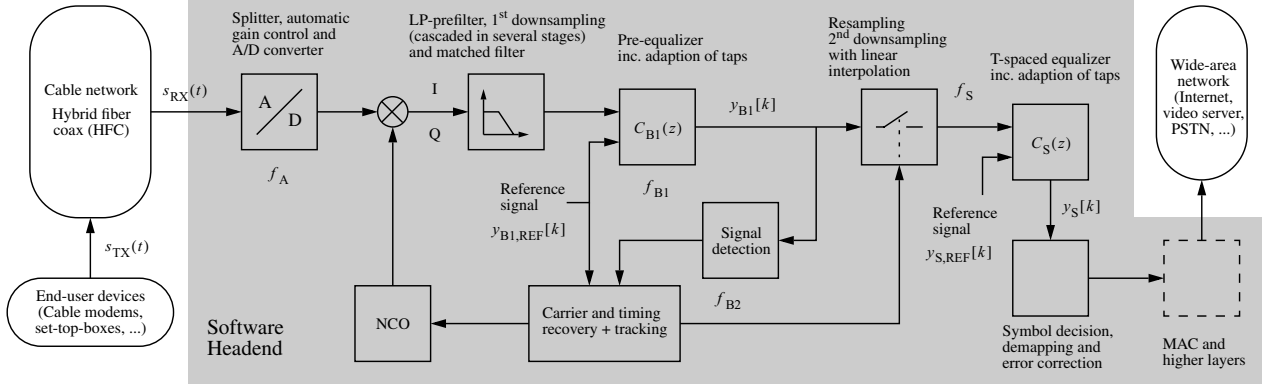 Cable network
Hybrid fiber
coax (HFC)
s_RX(t)
s_TX(t)
End-user devices
(Cable modems,
set-top-boxes, ...)
Splitter, automatic
gain control and
A/D converter
A
D
f_A
I
Q
LP-prefilter, 1st downsampling
(cascaded in several stages)
and matched filter
Pre-equalizer
inc. adaption of taps
C_B1(z)
f_B1
y_B1[k]
Reference
signal
y_B1,REF[k]
Signal
detection
f_B2
NCO
Carrier and timing
recovery + tracking
Software
Headend
Resampling
2nd downsampling
with linear
interpolation
f_S
T-spaced equalizer
inc. adaption of taps
C_S(z)
Reference
signal
y_S,REF[k]
y_S[k]
Symbol decision,
demapping and
error correction
MAC and
higher layers
Wide-area
network
(Internet,
video server,
PSTN, ...)